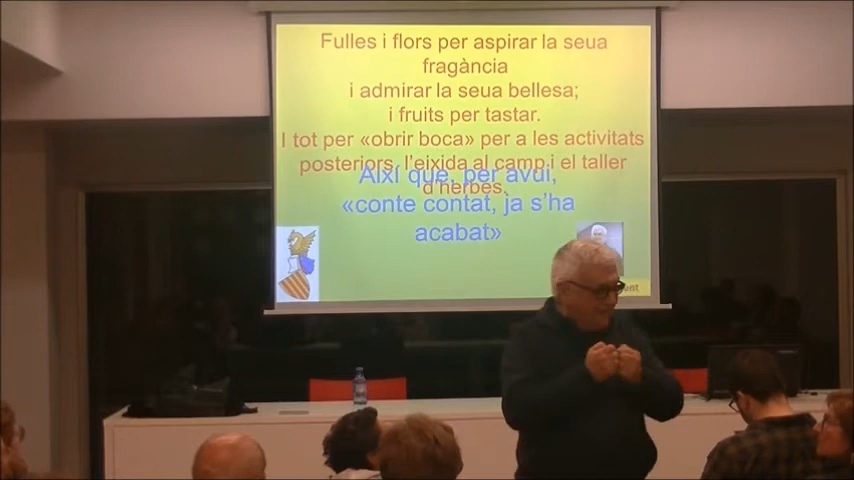 Fulles i flors per aspirar la seua
fragància
i admirar la seua bellesa;
i fruits per tastar.
I tot per «obrir boca» per a les activitats
posteriors, l'eixida al camp i el taller
d'herbes.
Així que, per avui,
«conte contat, ja s'ha
acabat»